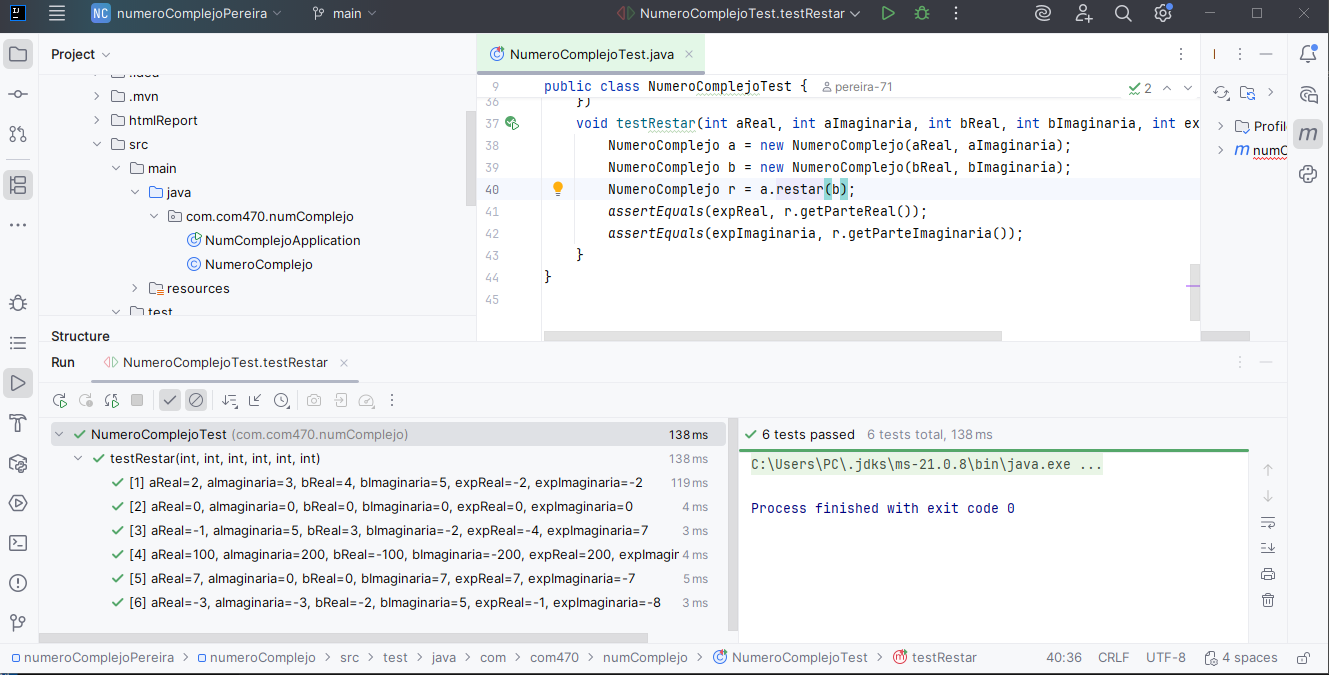 NC numeroComplejoPereira main NumeroComplejoTest.testRestar
Project
.idea
.mvn
htmlReport
src
main
java
com.com470.numComplejo
NumComplejoApplication
NumeroComplejo
resources
test
Structure
NumeroComplejoTest.java
9 public class NumeroComplejoTest { pereira-71
2
36 })
37 void testRestar(int aReal, int aImaginaria, int bReal, int bImaginaria, int ex
38 NumeroComplejo a = new NumeroComplejo(aReal, aImaginaria);
39 NumeroComplejo b = new NumeroComplejo(bReal, bImaginaria);
40 NumeroComplejo r = a.restar(b);
41 assertEquals(expReal, r.getParteReal());
42 assertEquals(expImaginaria, r.getParteImaginaria());
43 }
44 }
45
Profil
m numC
m
Run NumeroComplejoTest.testRestar
NumeroComplejoTest (com.com470.numComplejo) 138 ms
testRestar(int, int, int, int, int, int) 138 ms
[1] aReal=2, aImaginaria=3, bReal=4, bImaginaria=5, expReal=-2, expImaginaria=-2 119 ms
[2] aReal=0, aImaginaria=0, bReal=0, bImaginaria=0, expReal=0, expImaginaria=0 4 ms
[3] aReal=-1, aImaginaria=5, bReal=3, bImaginaria=-2, expReal=-4, expImaginaria=7 3 ms
[4] aReal=100, aImaginaria=200, bReal=-100, bImaginaria=-200, expReal=200, expImagir 4 ms
[5] aReal=7, aImaginaria=0, bReal=0, bImaginaria=7, expReal=7, expImaginaria=-7 5 ms
[6] aReal=-3, aImaginaria=-3, bReal=-2, bImaginaria=5, expReal=-1, expImaginaria=-8 3 ms
6 tests passed 6 tests total, 138 ms
C:\Users\PC\.jdks\ms-21.0.8\bin\java.exe ...
Process finished with exit code 0
numeroComplejoPereira > numeroComplejo > src > test > java > com > com470 > numComplejo > NumeroComplejoTest > testRestar 40:36 CRLF UTF-8 4 spaces